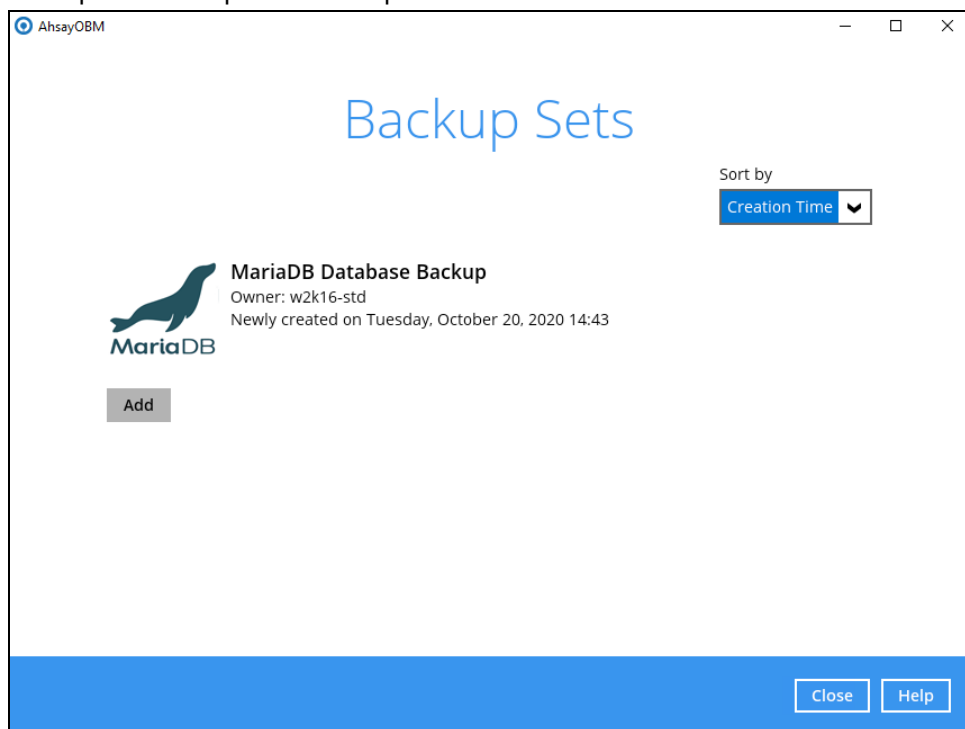 AhsayOBM
Backup Sets
Sort by
Creation Time
MariaDB Database Backup
Owner: w2k16-std
Newly created on Tuesday, October 20, 2020 14:43
MariaDB
Add
Close
Help